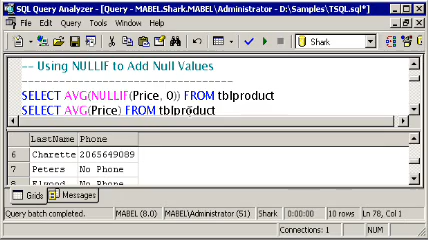 SQL Query Analyzer - [Query - MABEL.Shark.MABEL\Administrator - D:\Samples\TSQL.sql*]
File Edit Query Tools Window Help
Shark
-- Using NULLIF to Add Null Values
----------------------------------------
SELECT AVG(NULLIF(Price, 0)) FROM tblproduct
SELECT AVG(Price) FROM tblproduct
LastName Phone
6 Charette 2065649089
7 Peters No Phone
8 Elwood No Phone
Grids Messages
Query batch completed. MABEL (8.0) MABEL\Administrator (51) Shark 0:00:00 10 rows Ln 78, Col 1
Connections: 1 NUM